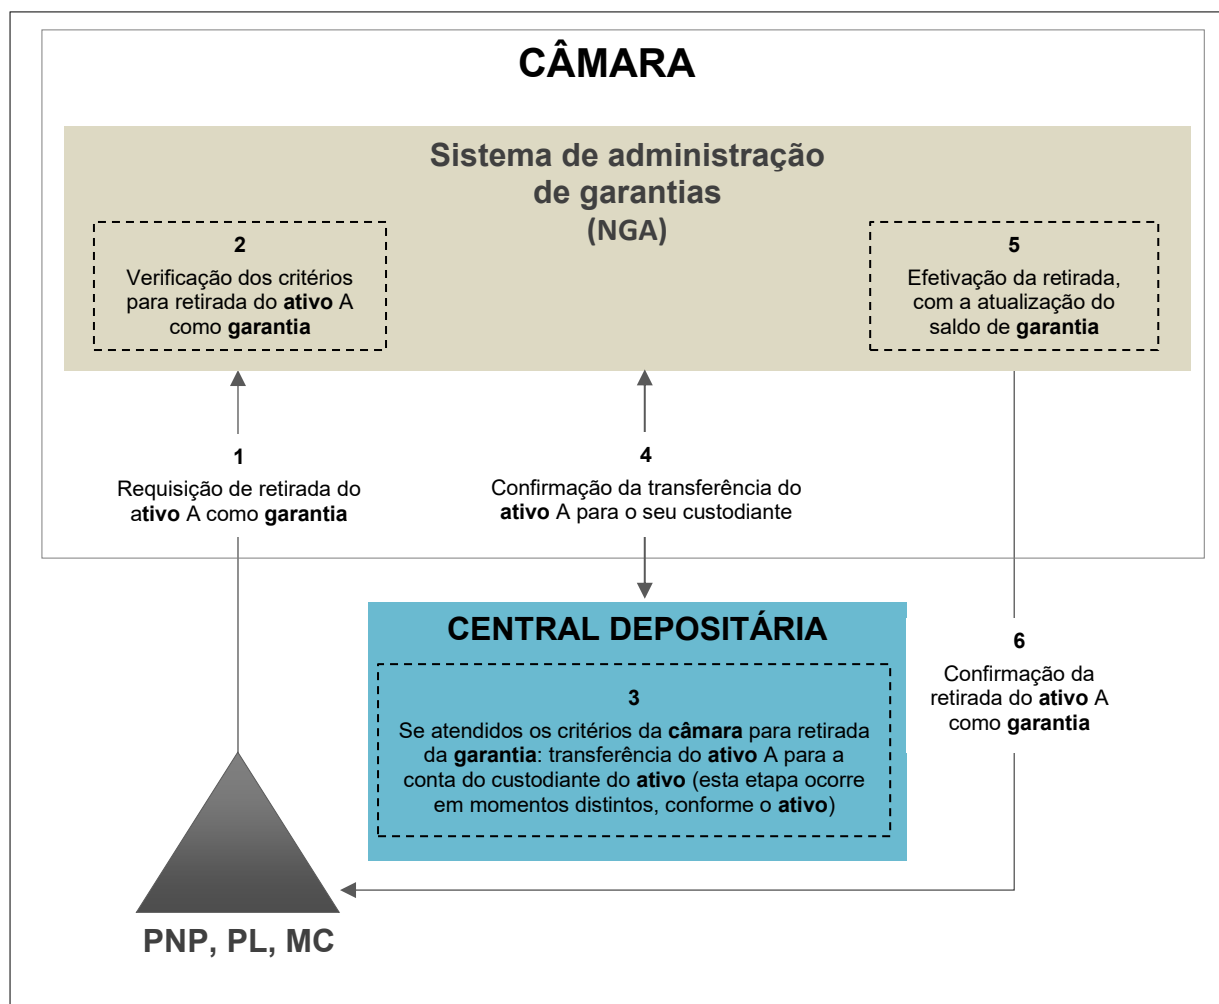 CÂMARA
Sistema de administração
de garantias
(NGA)
2
Verificação dos critérios
para retirada do ativo A
como garantia
5
Efetivação da retirada,
com a atualização do
saldo de garantia
1
Requisição de retirada do
ativo A como garantia
4
Confirmação da transferência do
ativo A para o seu custodiante
CENTRAL DEPOSITÁRIA
3
Se atendidos os critérios da câmara para retirada
da garantia: transferência do ativo A para a
conta do custodiante do ativo (esta etapa ocorre
em momentos distintos, conforme o ativo)
6
Confirmação da
retirada do ativo A
como garantia
PNP, PL, MC